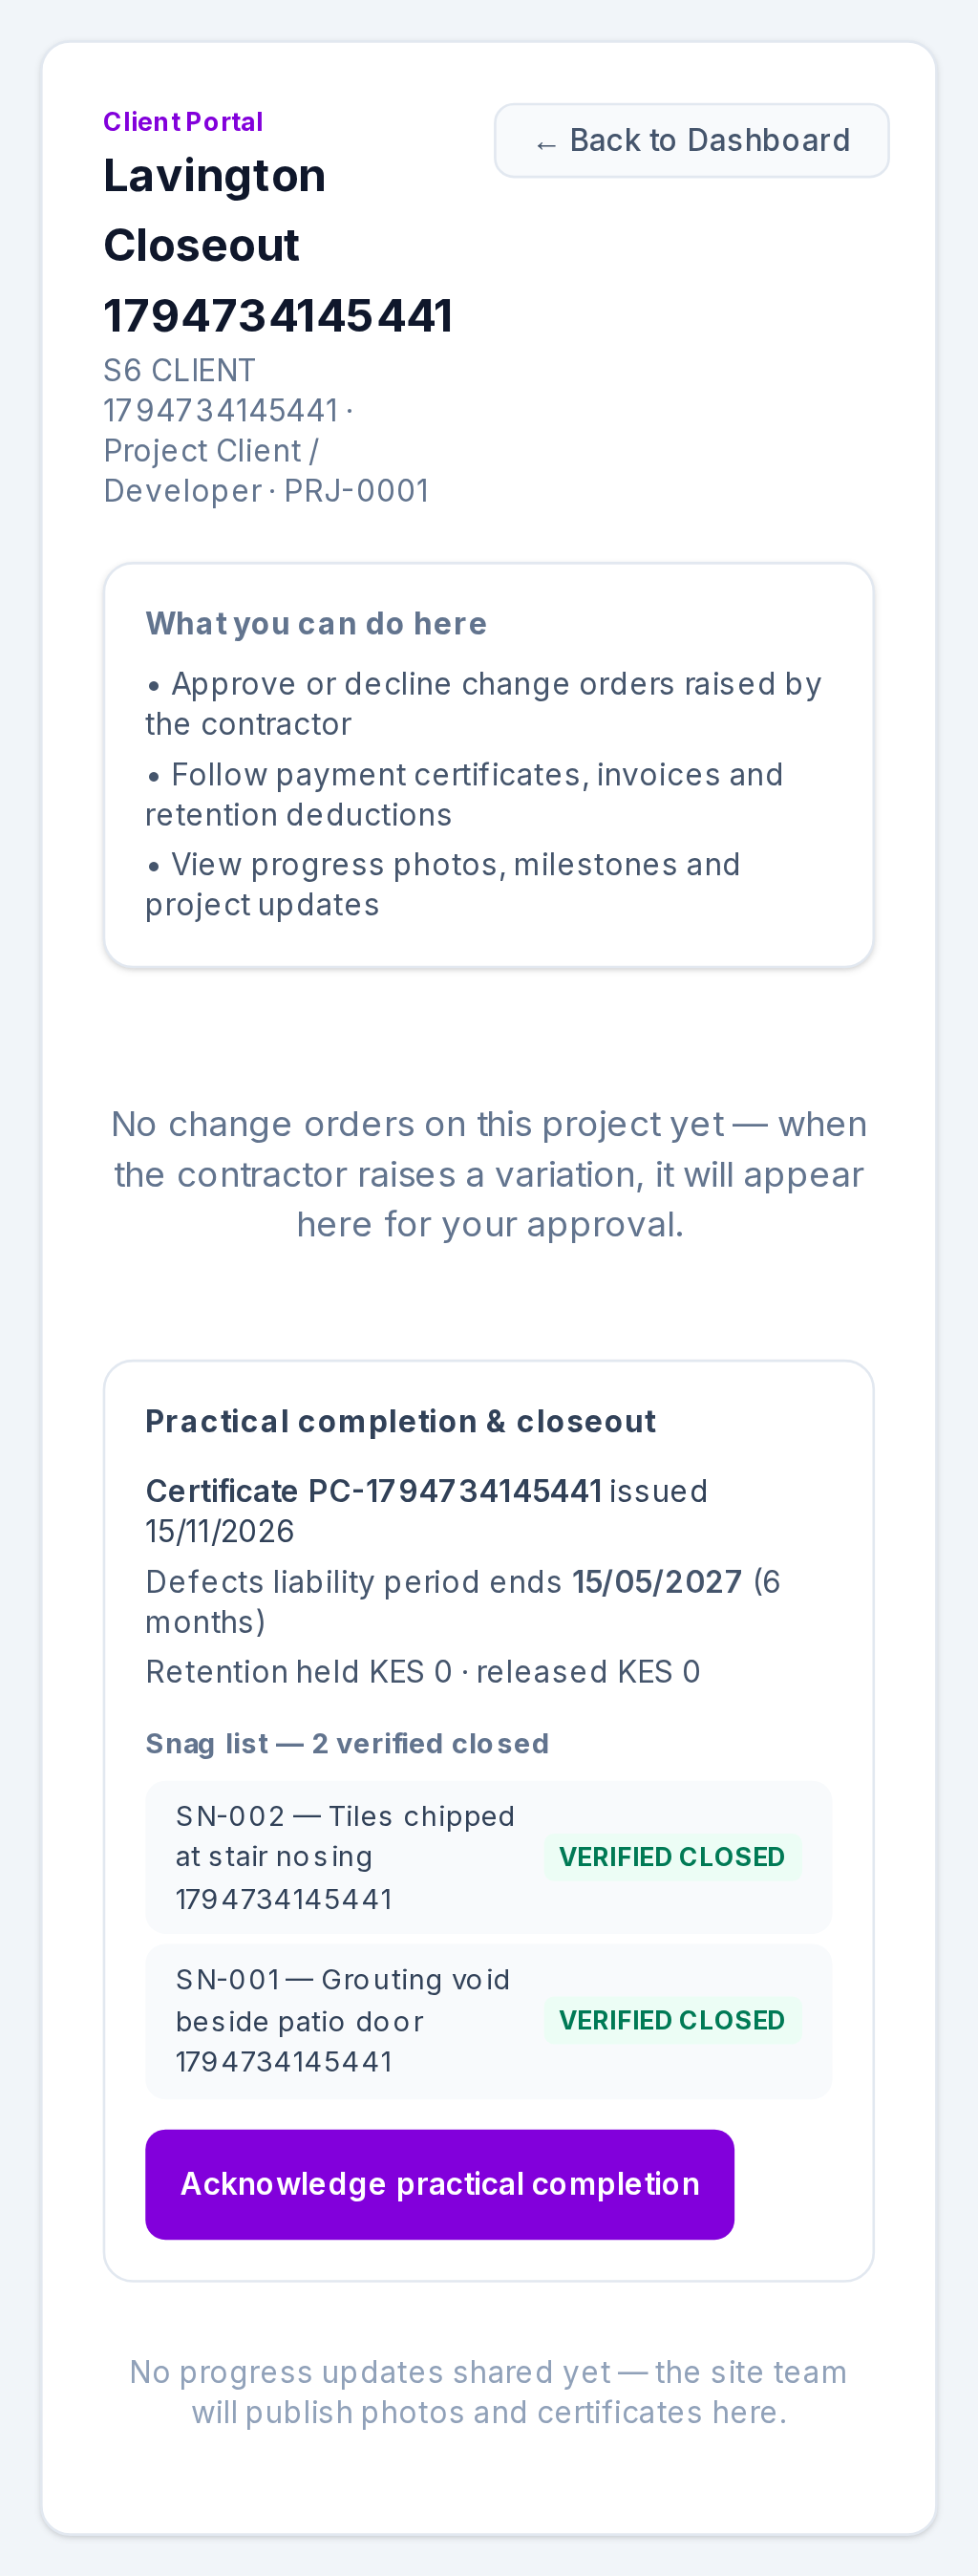 Client Portal
← Back to Dashboard
Lavington
Closeout
1794734145441
S6 CLIENT
1794734145441 ·
Project Client /
Developer · PRJ-0001
What you can do here
• Approve or decline change orders raised by
the contractor
• Follow payment certificates, invoices and
retention deductions
• View progress photos, milestones and
project updates
No change orders on this project yet — when
the contractor raises a variation, it will appear
here for your approval.
Practical completion & closeout
Certificate PC-1794734145441 issued
15/11/2026
Defects liability period ends 15/05/2027 (6
months)
Retention held KES 0 · released KES 0
Snag list — 2 verified closed
SN-002 — Tiles chipped
at stair nosing
1794734145441
VERIFIED CLOSED
SN-001 — Grouting void
beside patio door
1794734145441
VERIFIED CLOSED
Acknowledge practical completion
No progress updates shared yet — the site team
will publish photos and certificates here.